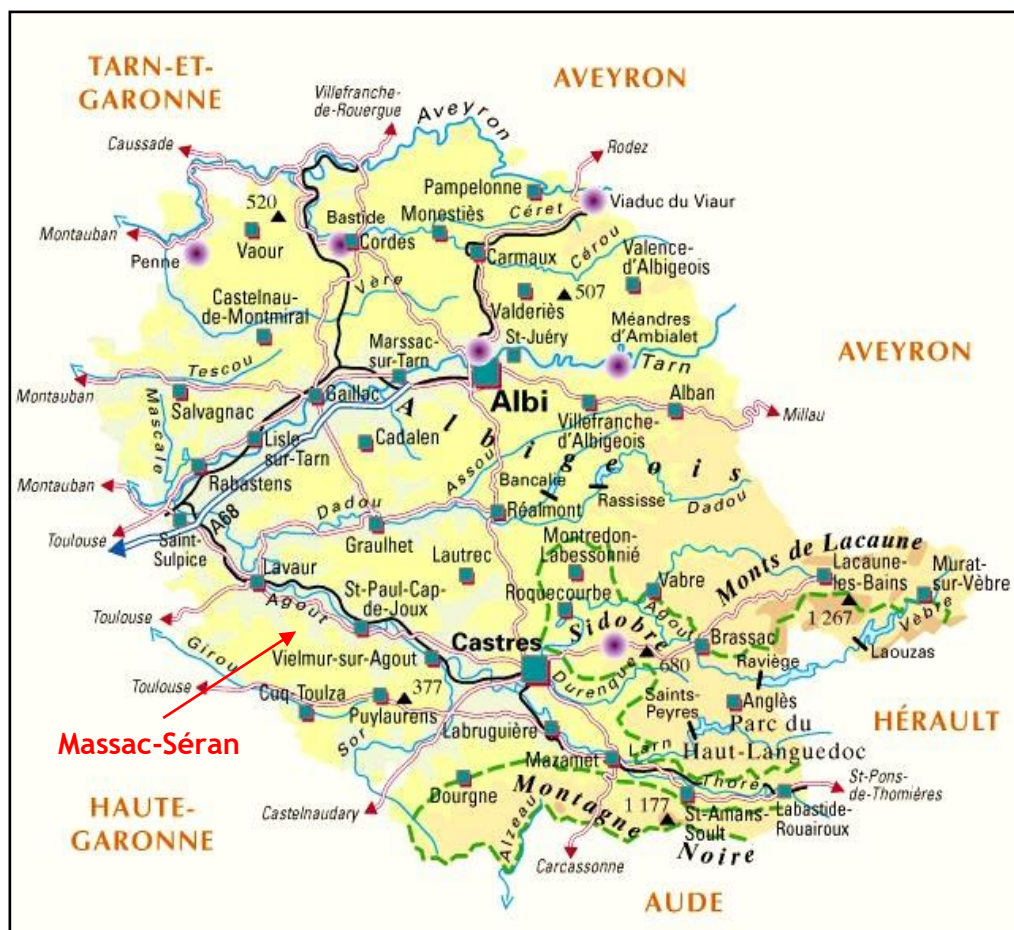 TARN-ET-
GARONNE
AVEYRON
Villefranche-
de-Rouergue
Aveyron
Caussade
Rodez
Pampelonne
Viaduc du Viaur
520
Bastide
Monestiès
Céret
Montauban
Vaour
Cordes
Penne
Carmaux
Cérou
Valence-
d'Albigeois
Castelnau-
de-Montmiral
Vère
Valderiès
507
Marssac-
sur-Tarn
St-Juéry
Méandres
d'Ambialet
AVEYRON
Tescou
Tarn
Montauban
Salvagnac
Gaillac
Albi
Alban
Millau
Mascale
Villefranche-
d'Albigeois
Cadalen
Lisle-
sur-Tarn
Albigeois
Rabastens
Montauban
Assou
Bancalié
Rassisse
Dadou
Dadou
Réalmont
A68
Toulouse
Saint-
Sulpice
Graulhet
Montredon-
Labessonnié
Monts de Lacaune
Lautrec
Lavaur
Lacaune-
les-Bains
Murat-
sur-Vèbre
St-Paul-Cap-
de-Joux
Vabre
Roquecourbe
Agout
Agout
Toulouse
1 267
Vèbre
Sidobre
Castres
Brassac
Girou
Laouzas
Vielmur-sur-Agout
680
Raviège
Durenque
Toulouse
Cuq-Toulza
377
Saints-
Peyres
Anglès
Puylaurens
Sor
Labruguière
Parc du
Haut-Languedoc
HÉRAULT
Massac-Séran
Larn
Mazamet
Thoré
St-Pons-
de-Thomières
Dourgne
Castelnaudary
HAUTE-
GARONNE
Montagne
Noire
1 177
St-Amans-
Soult
Labastide-
Rouairoux
Alzeau
Carcassonne
AUDE